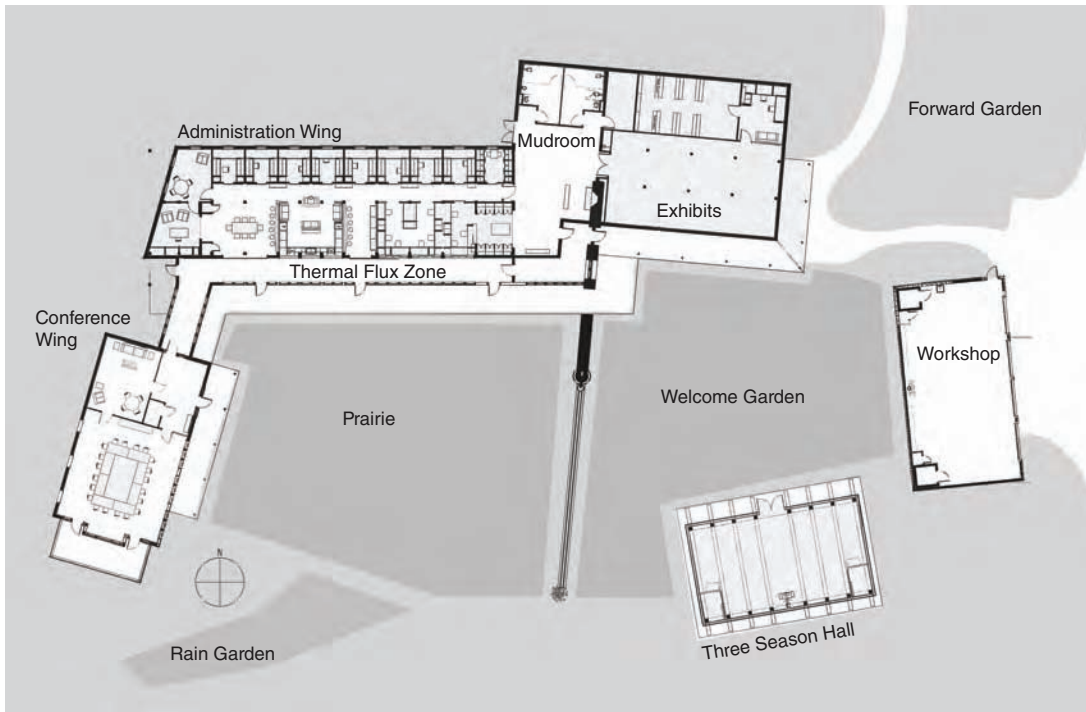 Forward Garden
Administration Wing
Mudroom
Exhibits
Thermal Flux Zone
Conference
Wing
Workshop
Welcome Garden
Prairie
N
Three Season Hall
Rain Garden